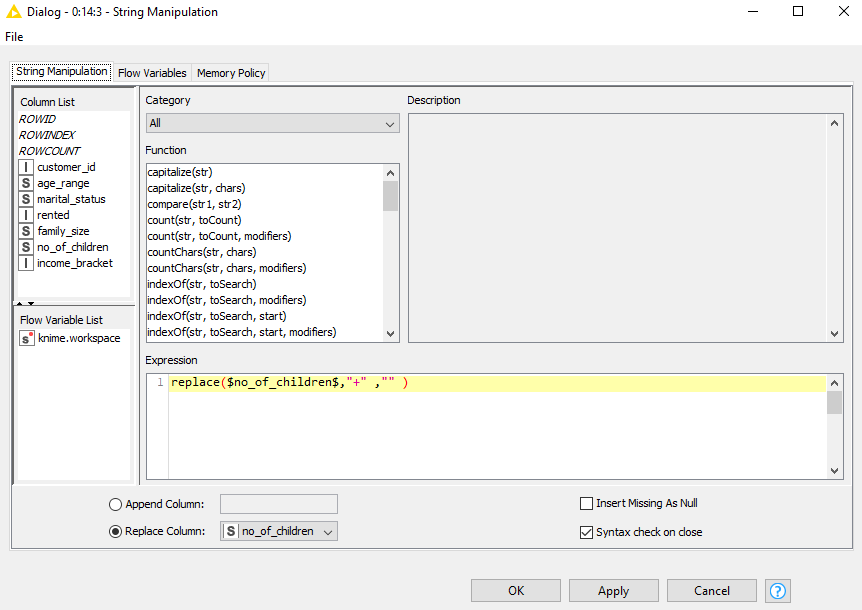 Dialog - 0:14:3 - String Manipulation
File
String Manipulation Flow Variables Memory Policy
Column List
ROWID
ROWINDEX
ROWCOUNT
I customer_id
S age_range
S marital_status
I rented
S family_size
S no_of_children
I income_bracket
Flow Variable List
s knime.workspace
Category
All
Function
capitalize(str)
capitalize(str, chars)
compare(str1, str2)
count(str, toCount)
count(str, toCount, modifiers)
countChars(str, chars)
countChars(str, chars, modifiers)
indexOf(str, toSearch)
indexOf(str, toSearch, modifiers)
indexOf(str, toSearch, start)
indexOf(str, toSearch, start, modifiers)
Description
Expression
1 replace($no_of_children$,"+" ,"" )
Append Column:
Replace Column: S no_of_children
Insert Missing As Null
Syntax check on close
OK Apply Cancel ?